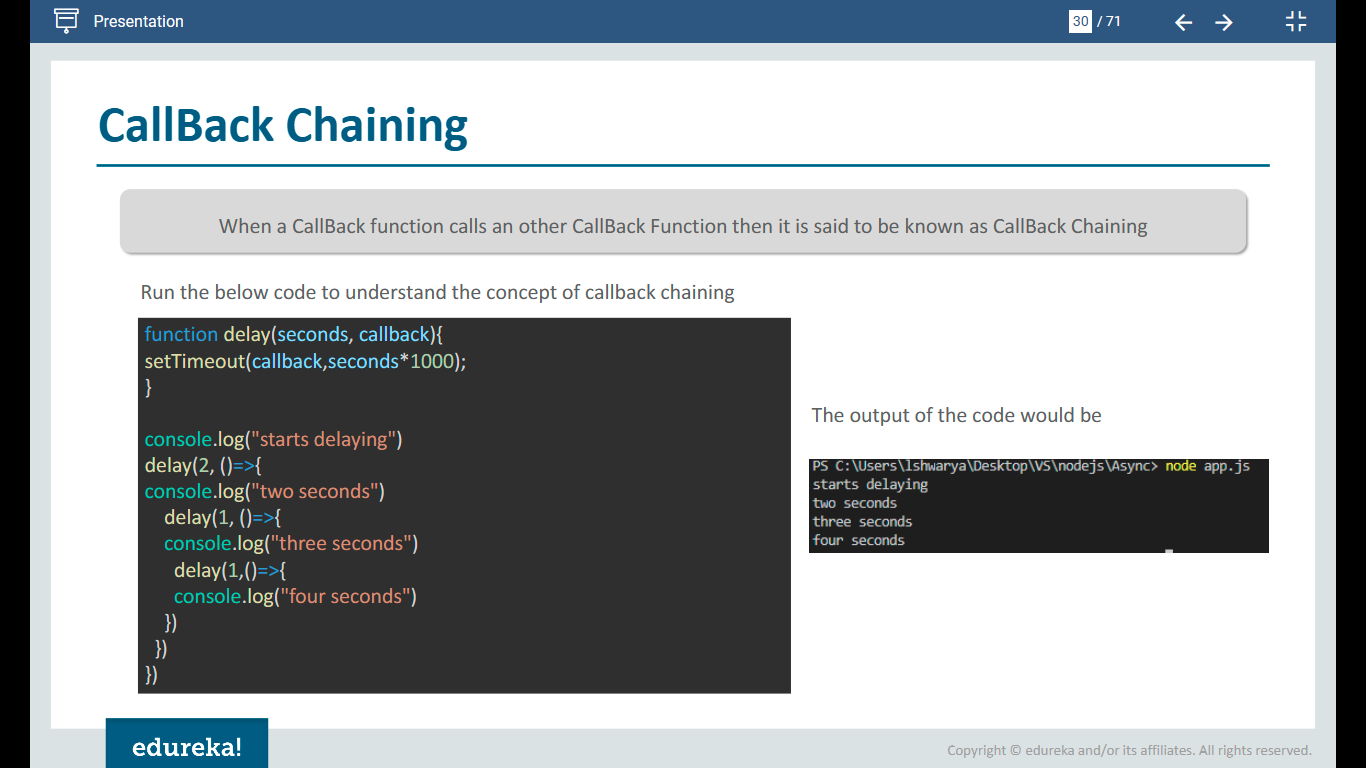 Presentation
30 / 71
CallBack Chaining
When a CallBack function calls an other CallBack Function then it is said to be known as CallBack Chaining
Run the below code to understand the concept of callback chaining
function delay(seconds, callback){
setTimeout(callback,seconds*1000);
}
console.log("starts delaying")
delay(2, ()=>{
console.log("two seconds")
delay(1, ()=>{
console.log("three seconds")
delay(1,()=>{
console.log("four seconds")
})
})
})
The output of the code would be
PS C:\Users\lshwarya\Desktop\VS\nodejs\Async> node app.js
starts delaying
two seconds
three seconds
four seconds
edureka!
Copyright © edureka and/or its affiliates. All rights reserved.